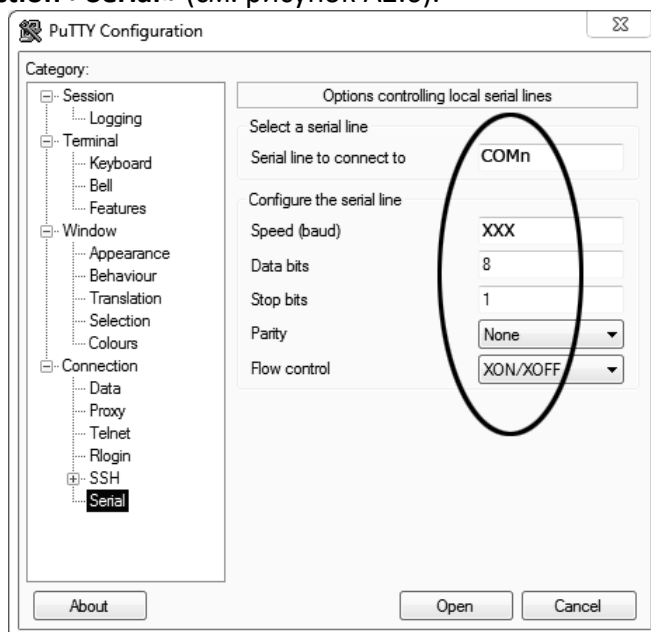 PuTTY Configuration
Category:
Session
Logging
Terminal
Keyboard
Bell
Features
Window
Appearance
Behaviour
Translation
Selection
Colours
Connection
Data
Proxy
Telnet
Rlogin
SSH
Serial
Options controlling local serial lines
Select a serial line
Serial line to connect to COMn
Configure the serial line
Speed (baud) XXX
Data bits 8
Stop bits 1
Parity None
Flow control XON/XOFF
About Open Cancel